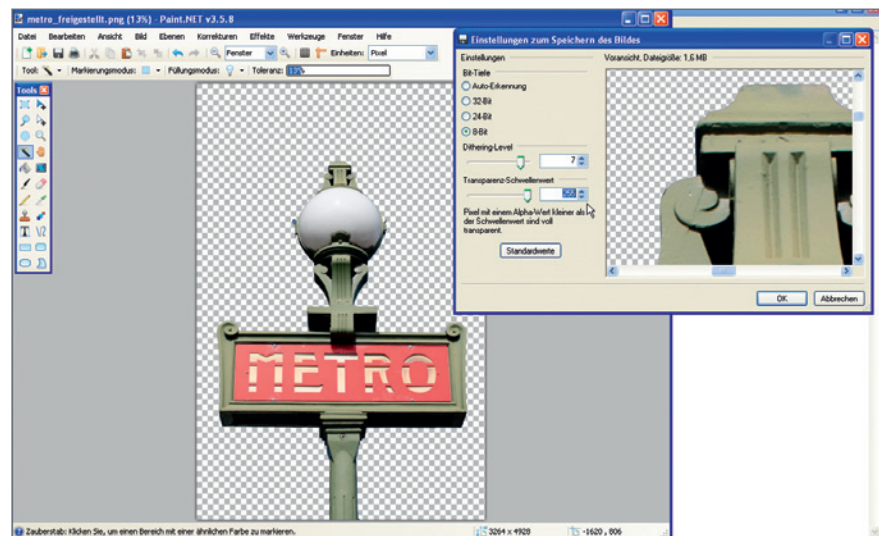 metro_freigestellt.png (13%) - Paint.NET v3.5.8
Datei Bearbeiten Ansicht Bild Ebenen Korrekturen Effekte Werkzeuge Fenster Hilfe
Fenster Einheiten: Pixel
Tool: Markierungsmodus: Füllungsmodus: Toleranz: 13%
Tools
METRO
Zauberstab: Klicken Sie, um einen Bereich mit einer ähnlichen Farbe zu markieren.
3264 x 4928
-1620, 806
Einstellungen zum Speichern des Bildes
Einstellungen
Bit-Tiefe
Auto-Erkennung
32-Bit
24-Bit
8-Bit
Dithering-Level
7
Transparenz-Schwellenwert
Pixel mit einem Alpha-Wert kleiner als
der Schwellenwert sind voll
transparent.
Standardwerte
Voransicht, Dateigröße: 1,6 MB
OK Abbrechen